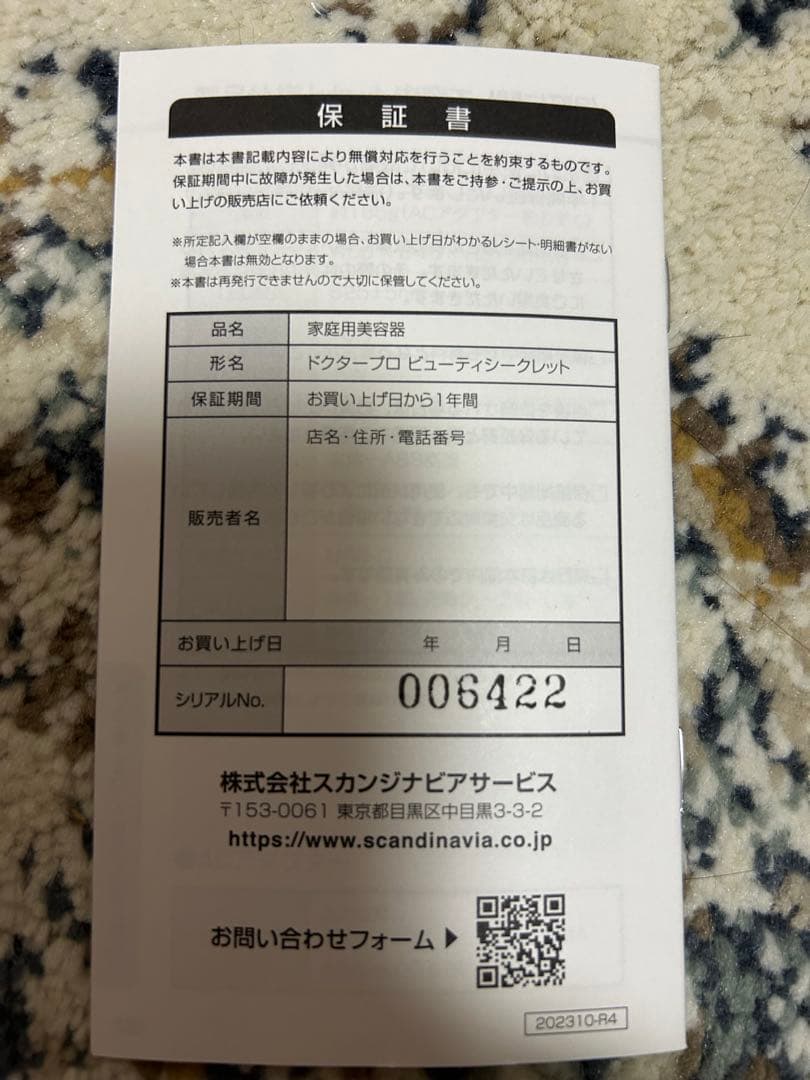 保証書
本書は本書記載内容により無償対応を行うことを約束するものです。
保証期間中に故障が発生した場合は、本書をご持参・ご提示の上、お買
い上げの販売店にご依頼ください。
※所定記入欄が空欄のままの場合、お買い上げ日がわかるレシート・明細書がない
場合本書は無効となります。
※本書は再発行できませんので大切に保管してください。
品名 家庭用美容器
形名 ドクタープロ ビューティシークレット
保証期間 お買い上げ日から1年間
店名・住所・電話番号
販売者名
お買い上げ日 年 月 日
シリアルNo. 006422
株式会社スカンジナビアサービス
〒153-0061 東京都目黒区中目黒3-3-2
https://www.scandinavia.co.jp
お問い合わせフォーム▶
202310-R4